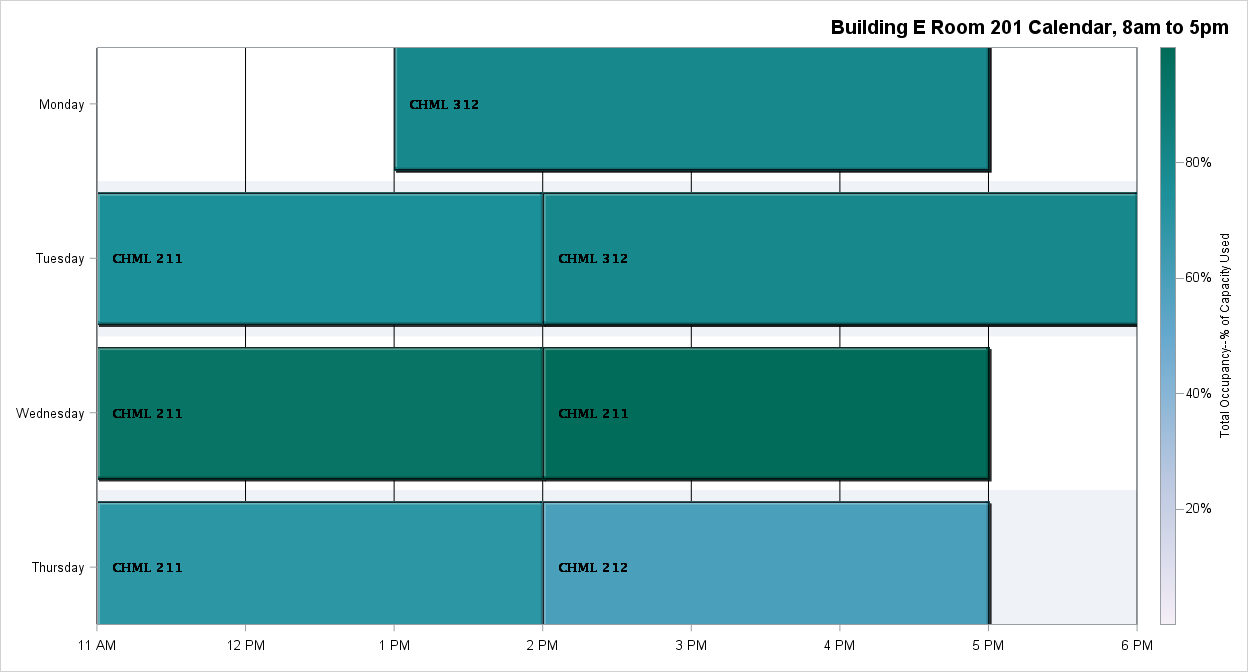 Building E Room 201 Calendar, 8am to 5pm
Monday
CHML 312
Tuesday
CHML 211
CHML 312
Wednesday
CHML 211
CHML 211
Thursday
CHML 211
CHML 212
11 AM
12 PM
1 PM
2 PM
3 PM
4 PM
5 PM
6 PM
80%
60%
40%
20%
Total Occupancy--% of Capacity Used